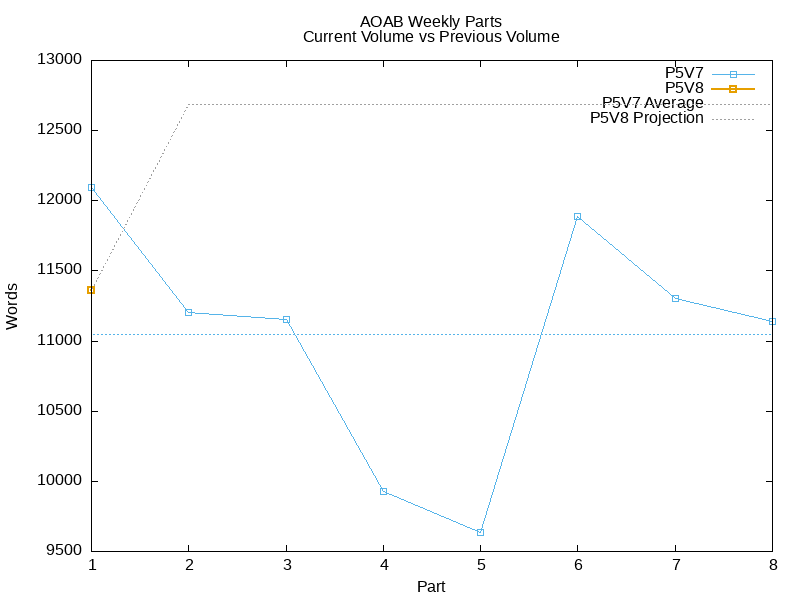 AOAB Weekly Parts
Current Volume vs Previous Volume
13000
12500
12000
11500
11000
10500
10000
9500
Words
P5V7
P5V8
P5V7 Average
P5V8 Projection
1 2 3 4 5 6 7 8
Part